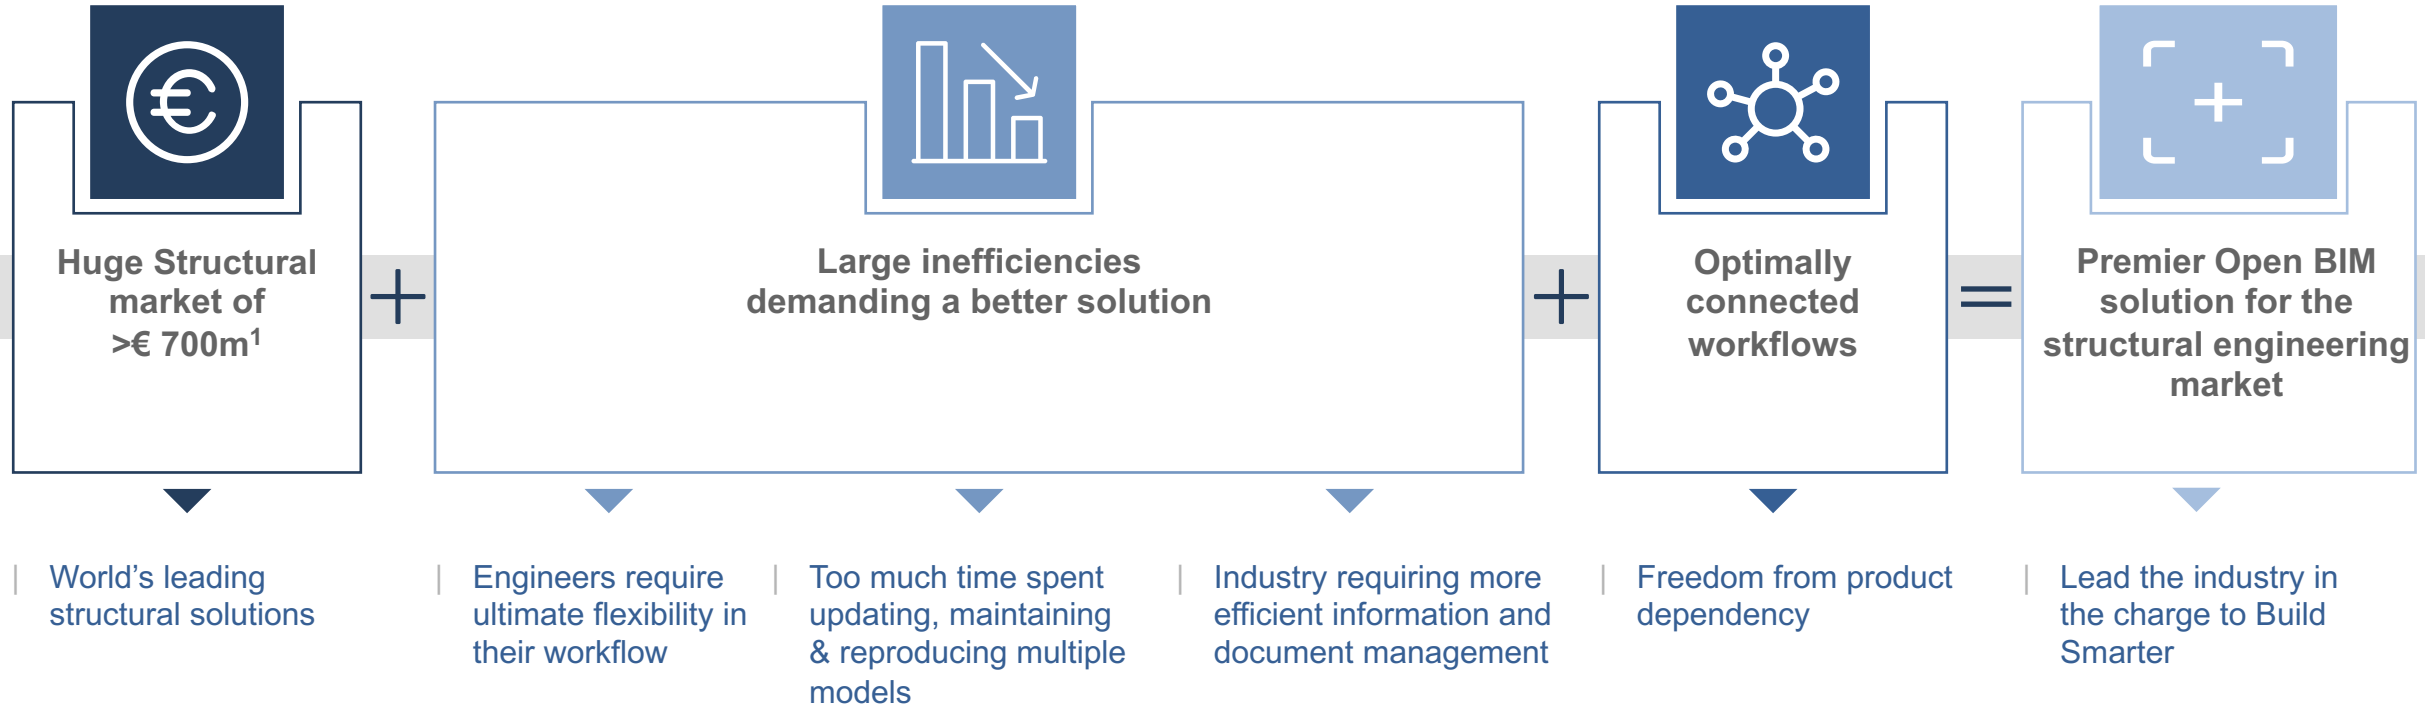 Huge Structural
market of
>€ 700m¹
+
Large inefficiencies
demanding a better solution
+
Optimally
connected
workflows
=
Premier Open BIM
solution for the
structural engineering
market
World’s leading
structural solutions
Engineers require
ultimate flexibility in
their workflow
Too much time spent
updating, maintaining
& reproducing multiple
models
Industry requiring more
efficient information and
document management
Freedom from product
dependency
Lead the industry in
the charge to Build
Smarter